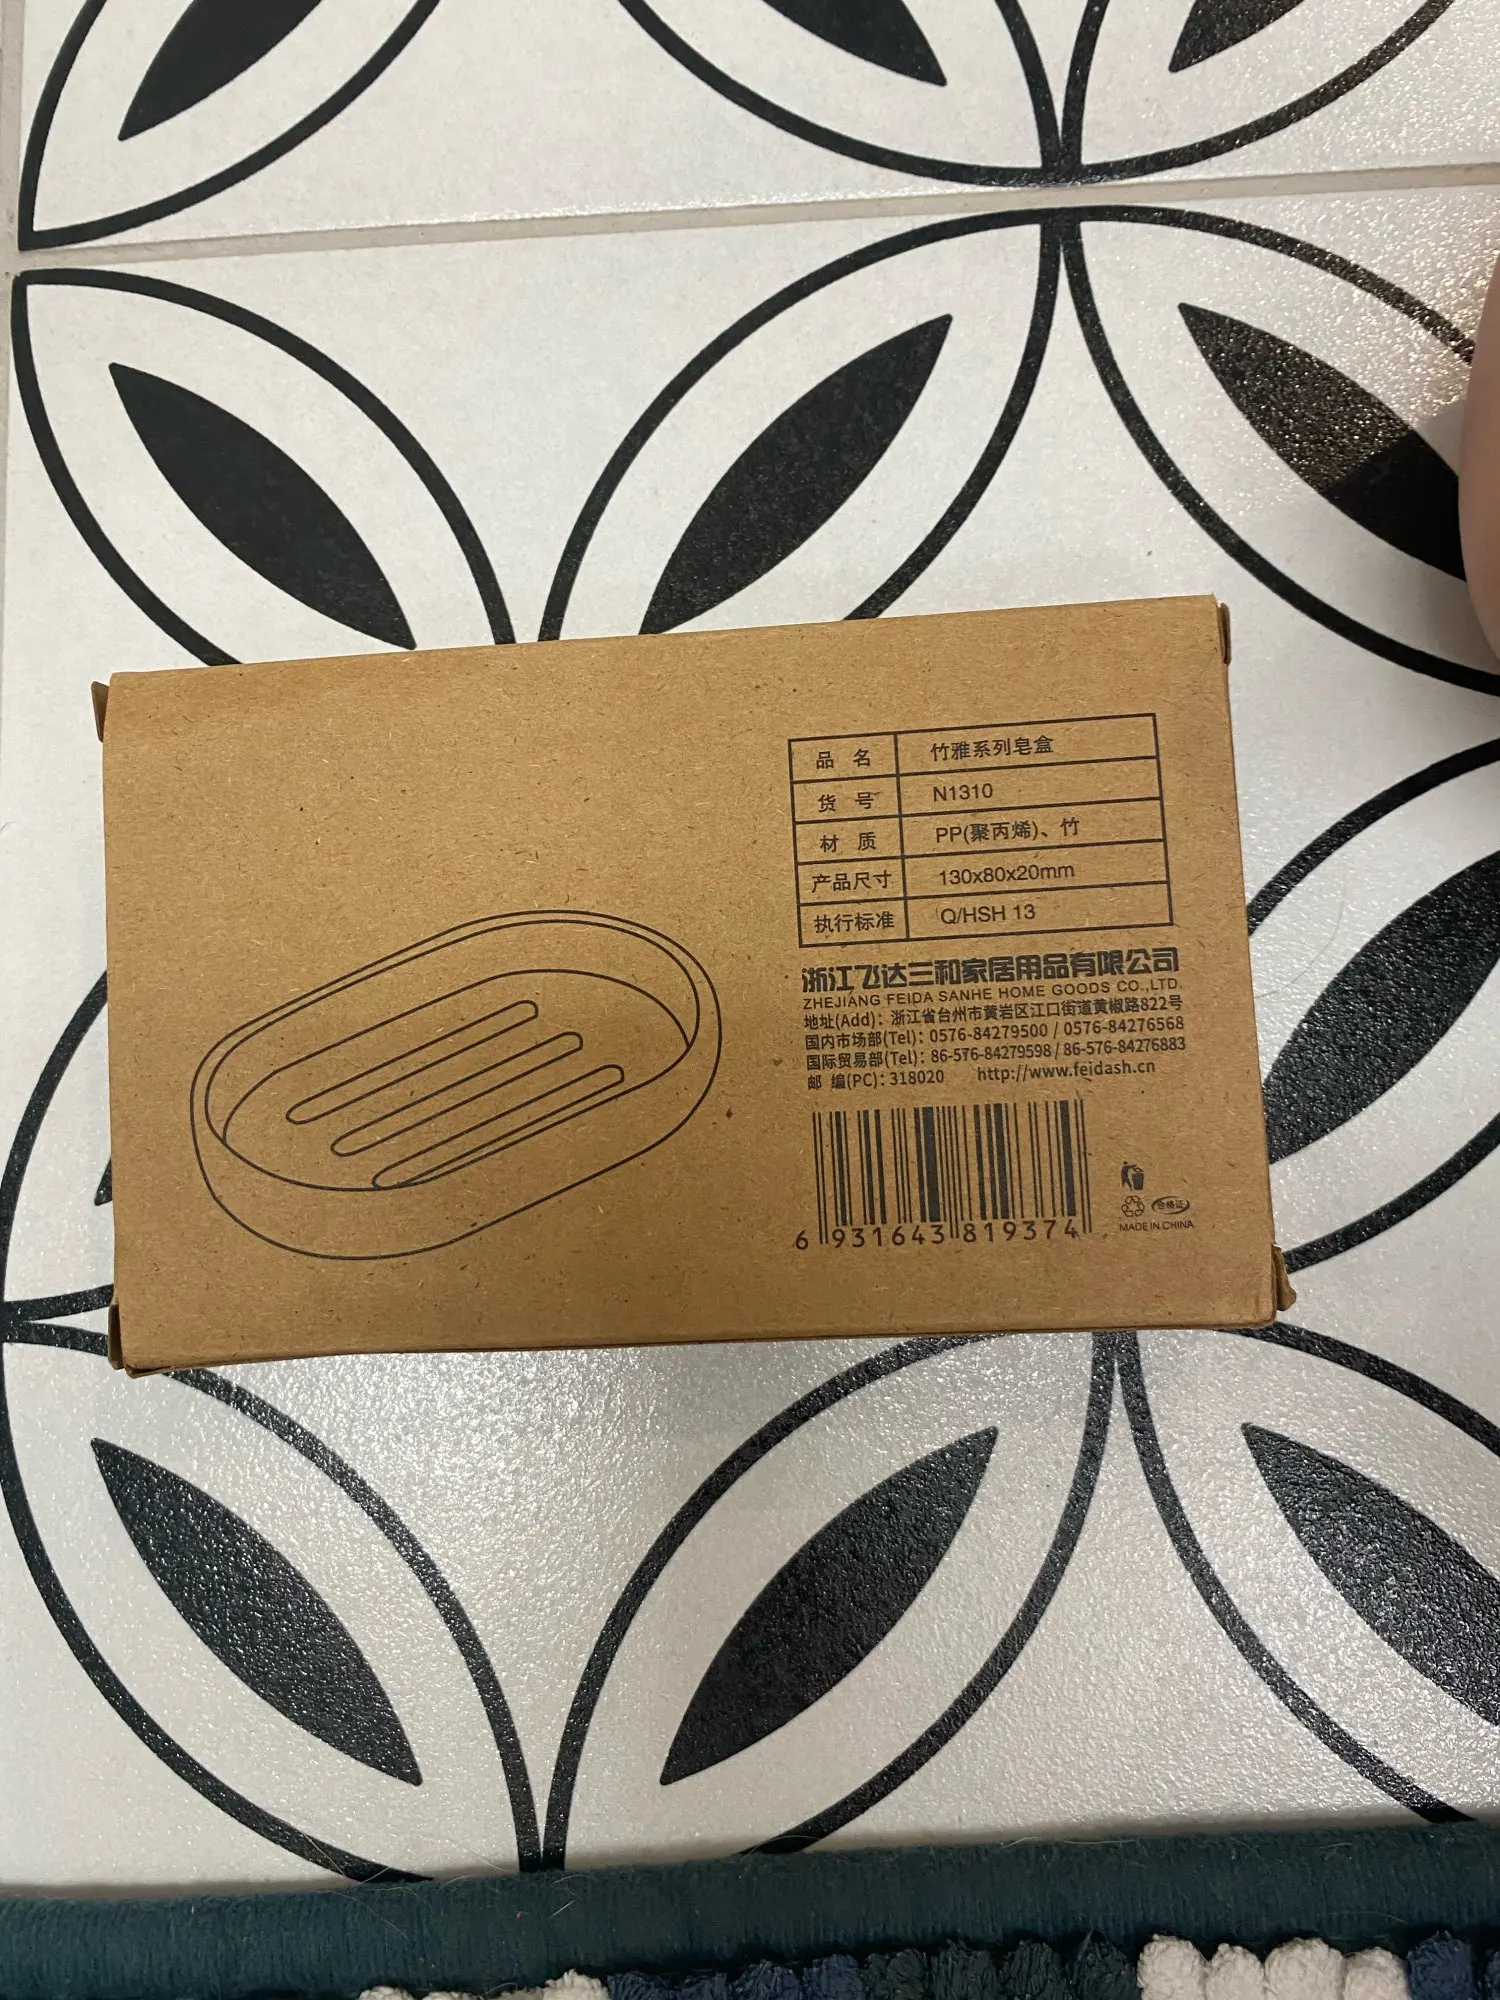 品 名 竹雅系列皂盒
货 号 N1310
材 质 PP(聚丙烯)、竹
产品尺寸 130x80x20mm
执行标准 Q/HSH 13
浙江飞达三和家居用品有限公司
ZHEJIANG FEIDA SANHE HOME GOODS CO.,LTD.
地址(Add): 浙江省台州市黄岩区江口街道黄椒路822号
国内市场部(Tel): 0576-84279500 / 0576-84276568
国际贸易部(Tel): 86-576-84279598 / 86-576-84276883
邮 编(PC): 318020 http://www.feidash.cn
6 931643 819374
合格证
MADE IN CHINA